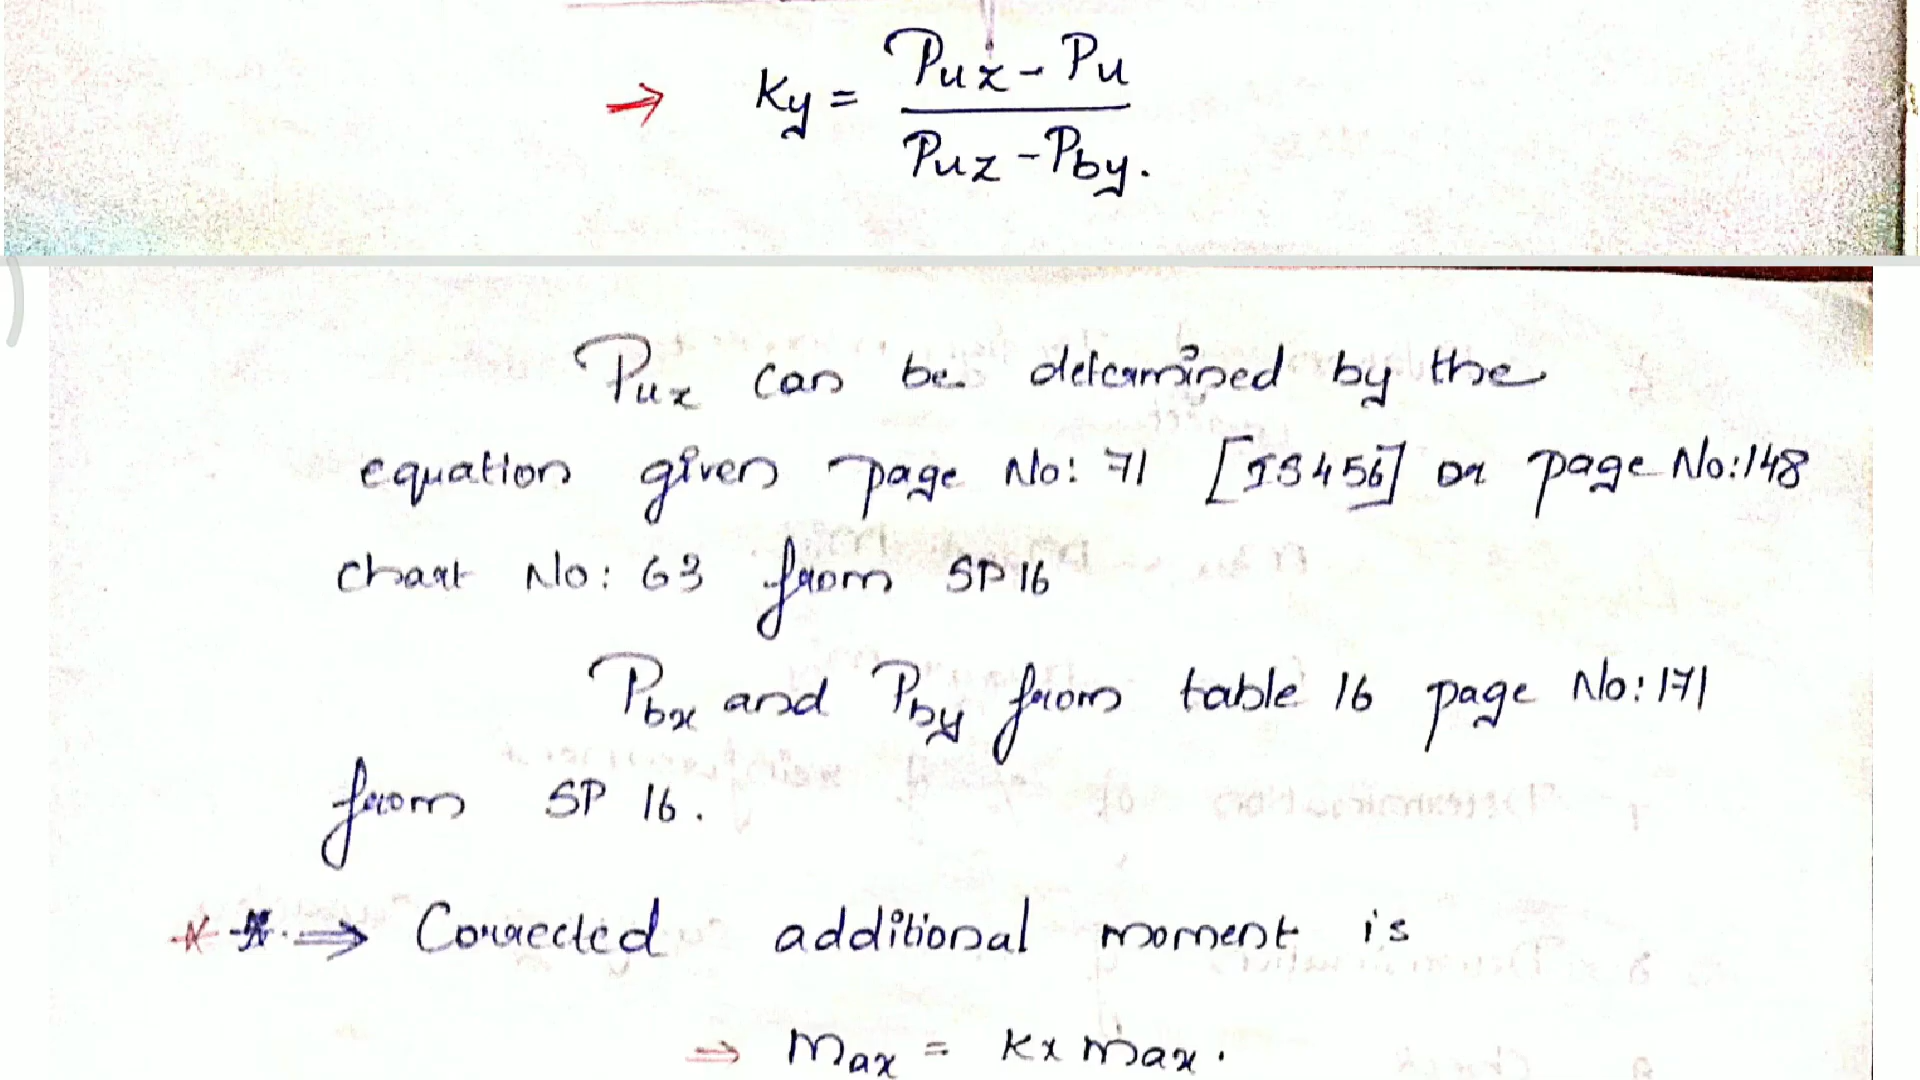 ⇒ Ky = Puz - Pu / Puz - Pby.
Puz can be determined by the
equation given page No: 71 [IS456] or page No:148
chart No: 63 from SP 16
Pbx and Pby from table 16 page No: 171
from SP 16.
** ⇒ Corrected additional moment is
⇒ Max = Kx Max.